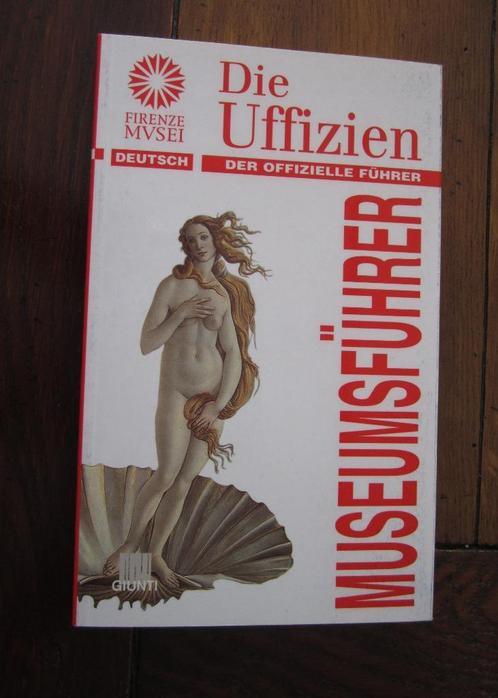 FIRENZE
MVSEI
Die
Uffizien
DEUTSCH
DER OFFIZIELLE FÜHRER
MUSEUMSFÜHRER
GIUNTI